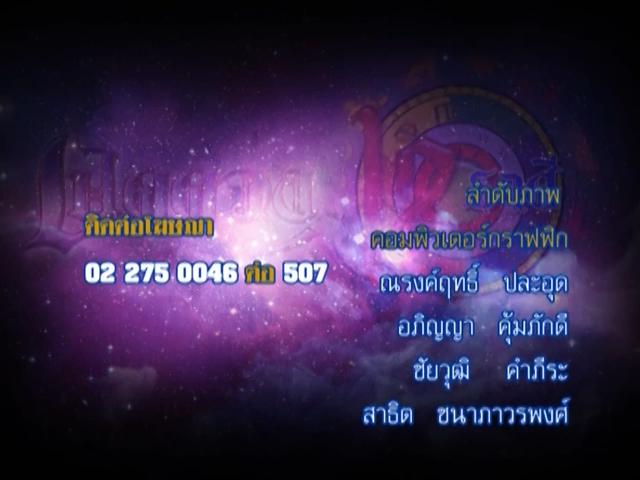 ติดต่อโฆษณา
02 275 0046 ต่อ 507
ลำดับภาพ
คอมพิวเตอร์กราฟฟิก
ณรงค์ฤทธิ์ ปละอุด
อภิญญา คุ้มภักดี
ชัยวุฒิ คำภีระ
สาธิต ชนาภาวรพงศ์